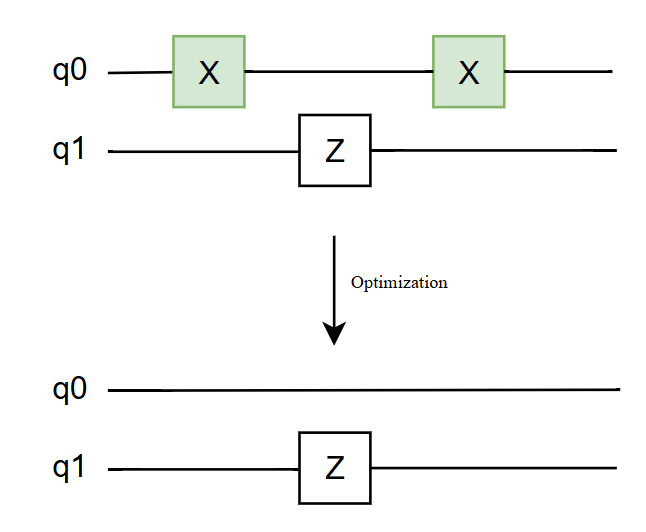 q0 X X
q1 Z
Optimization
q0
q1 Z